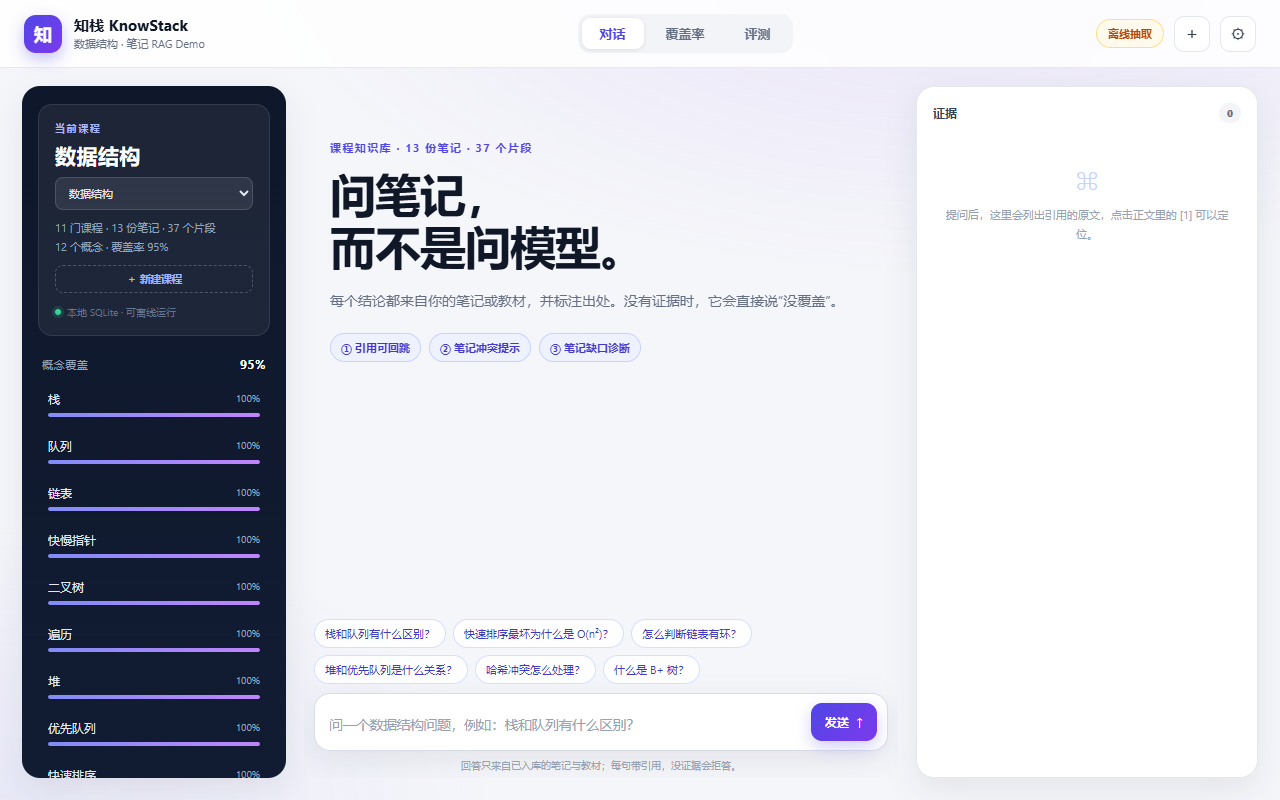 知
知栈 KnowStack
数据结构 · 笔记 RAG Demo
对话
覆盖率
评测
离线抽取
+
当前课程
数据结构
数据结构
11 门课程 · 13 份笔记 · 37 个片段
12 个概念 · 覆盖率 95%
+ 新建课程
本地 SQLite · 可离线运行
概念覆盖 95%
栈 100%
队列 100%
链表 100%
快慢指针 100%
二叉树 100%
遍历 100%
堆 100%
优先队列 100%
快速排序 100%
课程知识库 · 13 份笔记 · 37 个片段
问笔记，
而不是问模型。
每个结论都来自你的笔记或教材，并标注出处。没有证据时，它会直接说“没覆盖”。
① 引用可回跳
② 笔记冲突提示
③ 笔记缺口诊断
栈和队列有什么区别？
快速排序最坏为什么是 O(n²)？
怎么判断链表有环？
堆和优先队列是什么关系？
哈希冲突怎么处理？
什么是 B+ 树？
问一个数据结构问题，例如：栈和队列有什么区别？
发送 ↑
回答只来自已入库的笔记与教材；每句带引用，没证据会拒答。
证据 0
⌘
提问后，这里会列出引用的原文，点击正文里的 [1] 可以定
位。